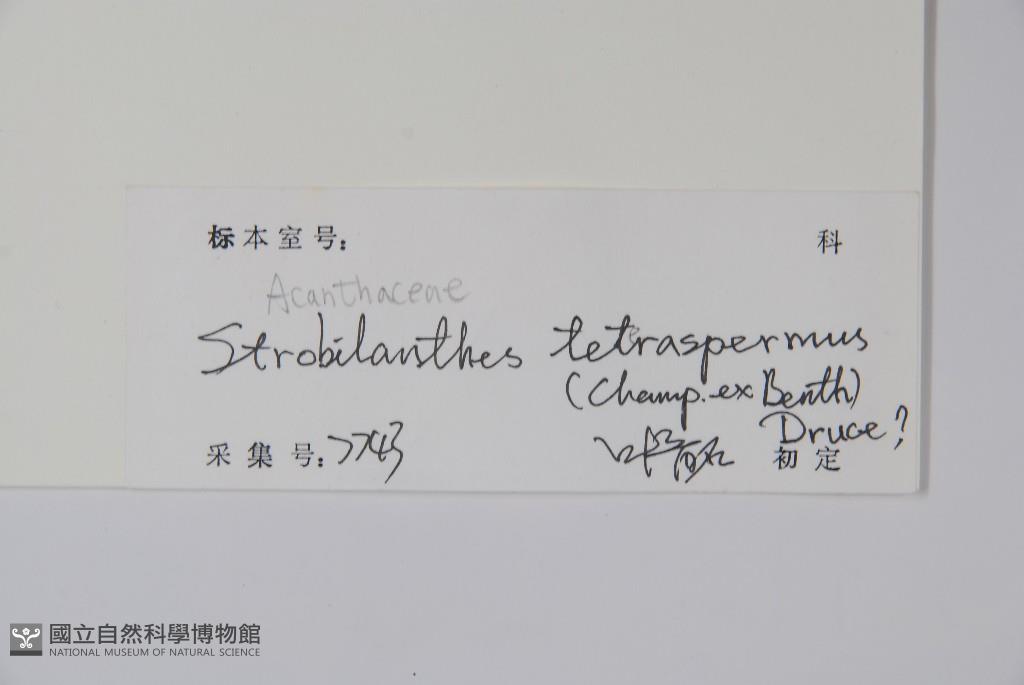 标本室号： 科
Acanthaceae
Strobilanthes tetraspermus
(Champ. ex Benth)
Druce?
采集号：7743 初定
國立自然科學博物館
NATIONAL MUSEUM OF NATURAL SCIENCE